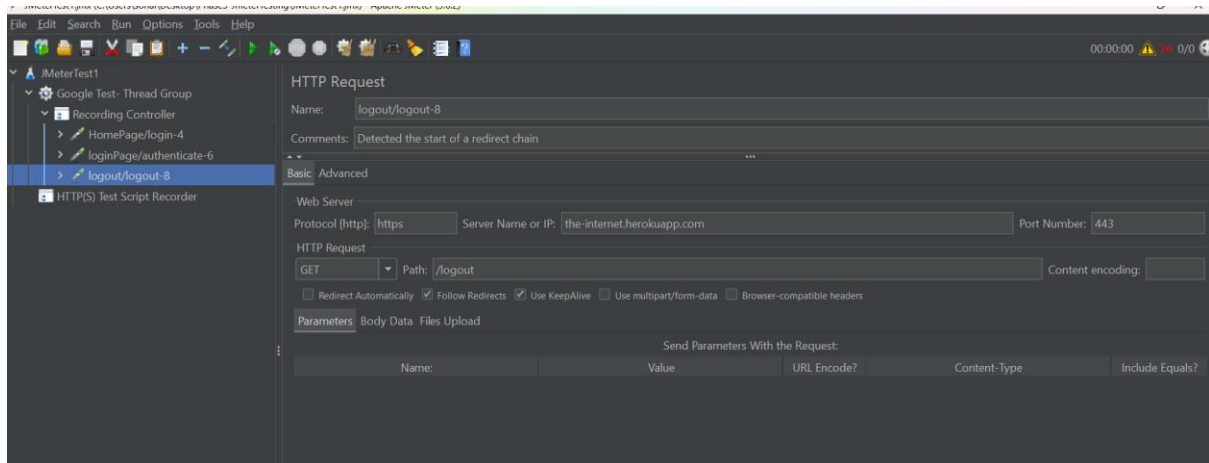 File Edit Search Run Options Tools Help
00:00:00 26 0/0
JMeterTest1
Google Test- Thread Group
Recording Controller
HomePage/login-4
loginPage/authenticate-6
logout/logout-8
HTTP(S) Test Script Recorder
HTTP Request
Name: logout/logout-8
Comments: Detected the start of a redirect chain
Basic Advanced
Web Server
Protocol [http]: https Server Name or IP: the-internet.herokuapp.com Port Number: 443
HTTP Request
GET Path: /logout Content encoding:
Redirect Automatically Follow Redirects Use KeepAlive Use multipart/form-data Browser-compatible headers
Parameters Body Data Files Upload
Send Parameters With the Request:
Name: Value URL Encode? Content-Type Include Equals?